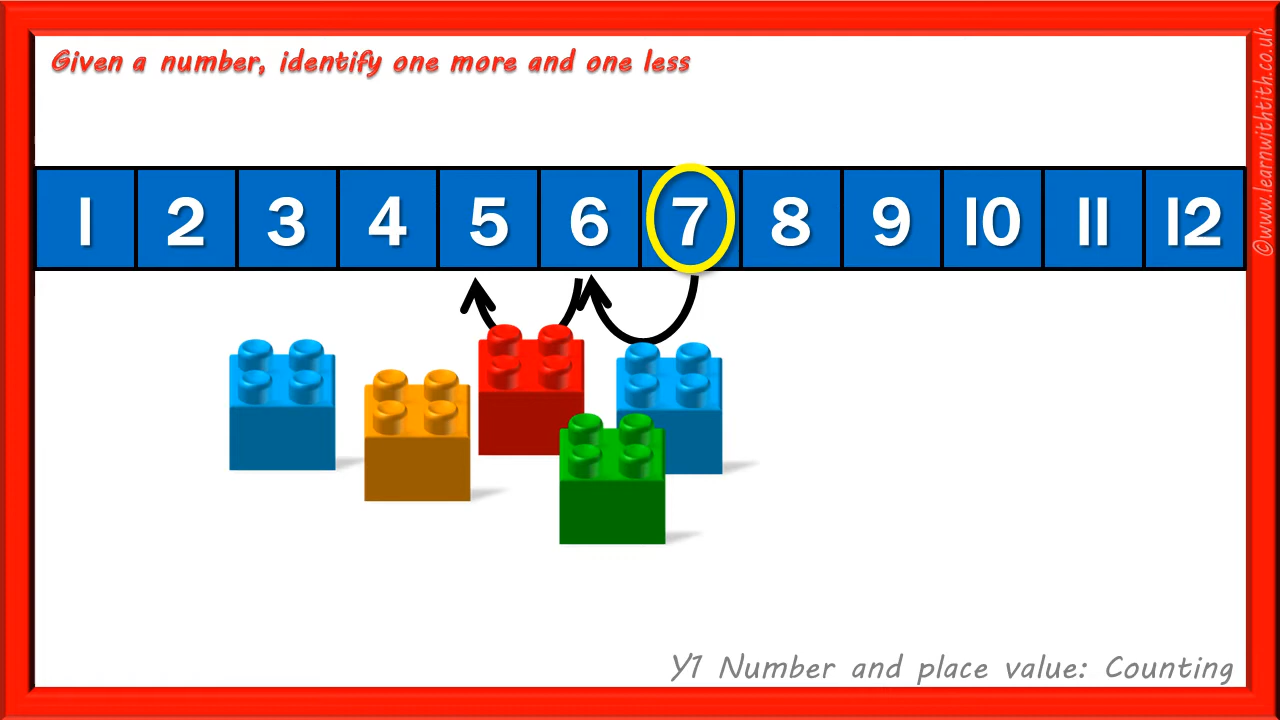 Given a number, identify one more and one less
©www.learnwithtith.co.uk
1 2 3 4 5 6 7 8 9 10 11 12
Y1 Number and place value: Counting